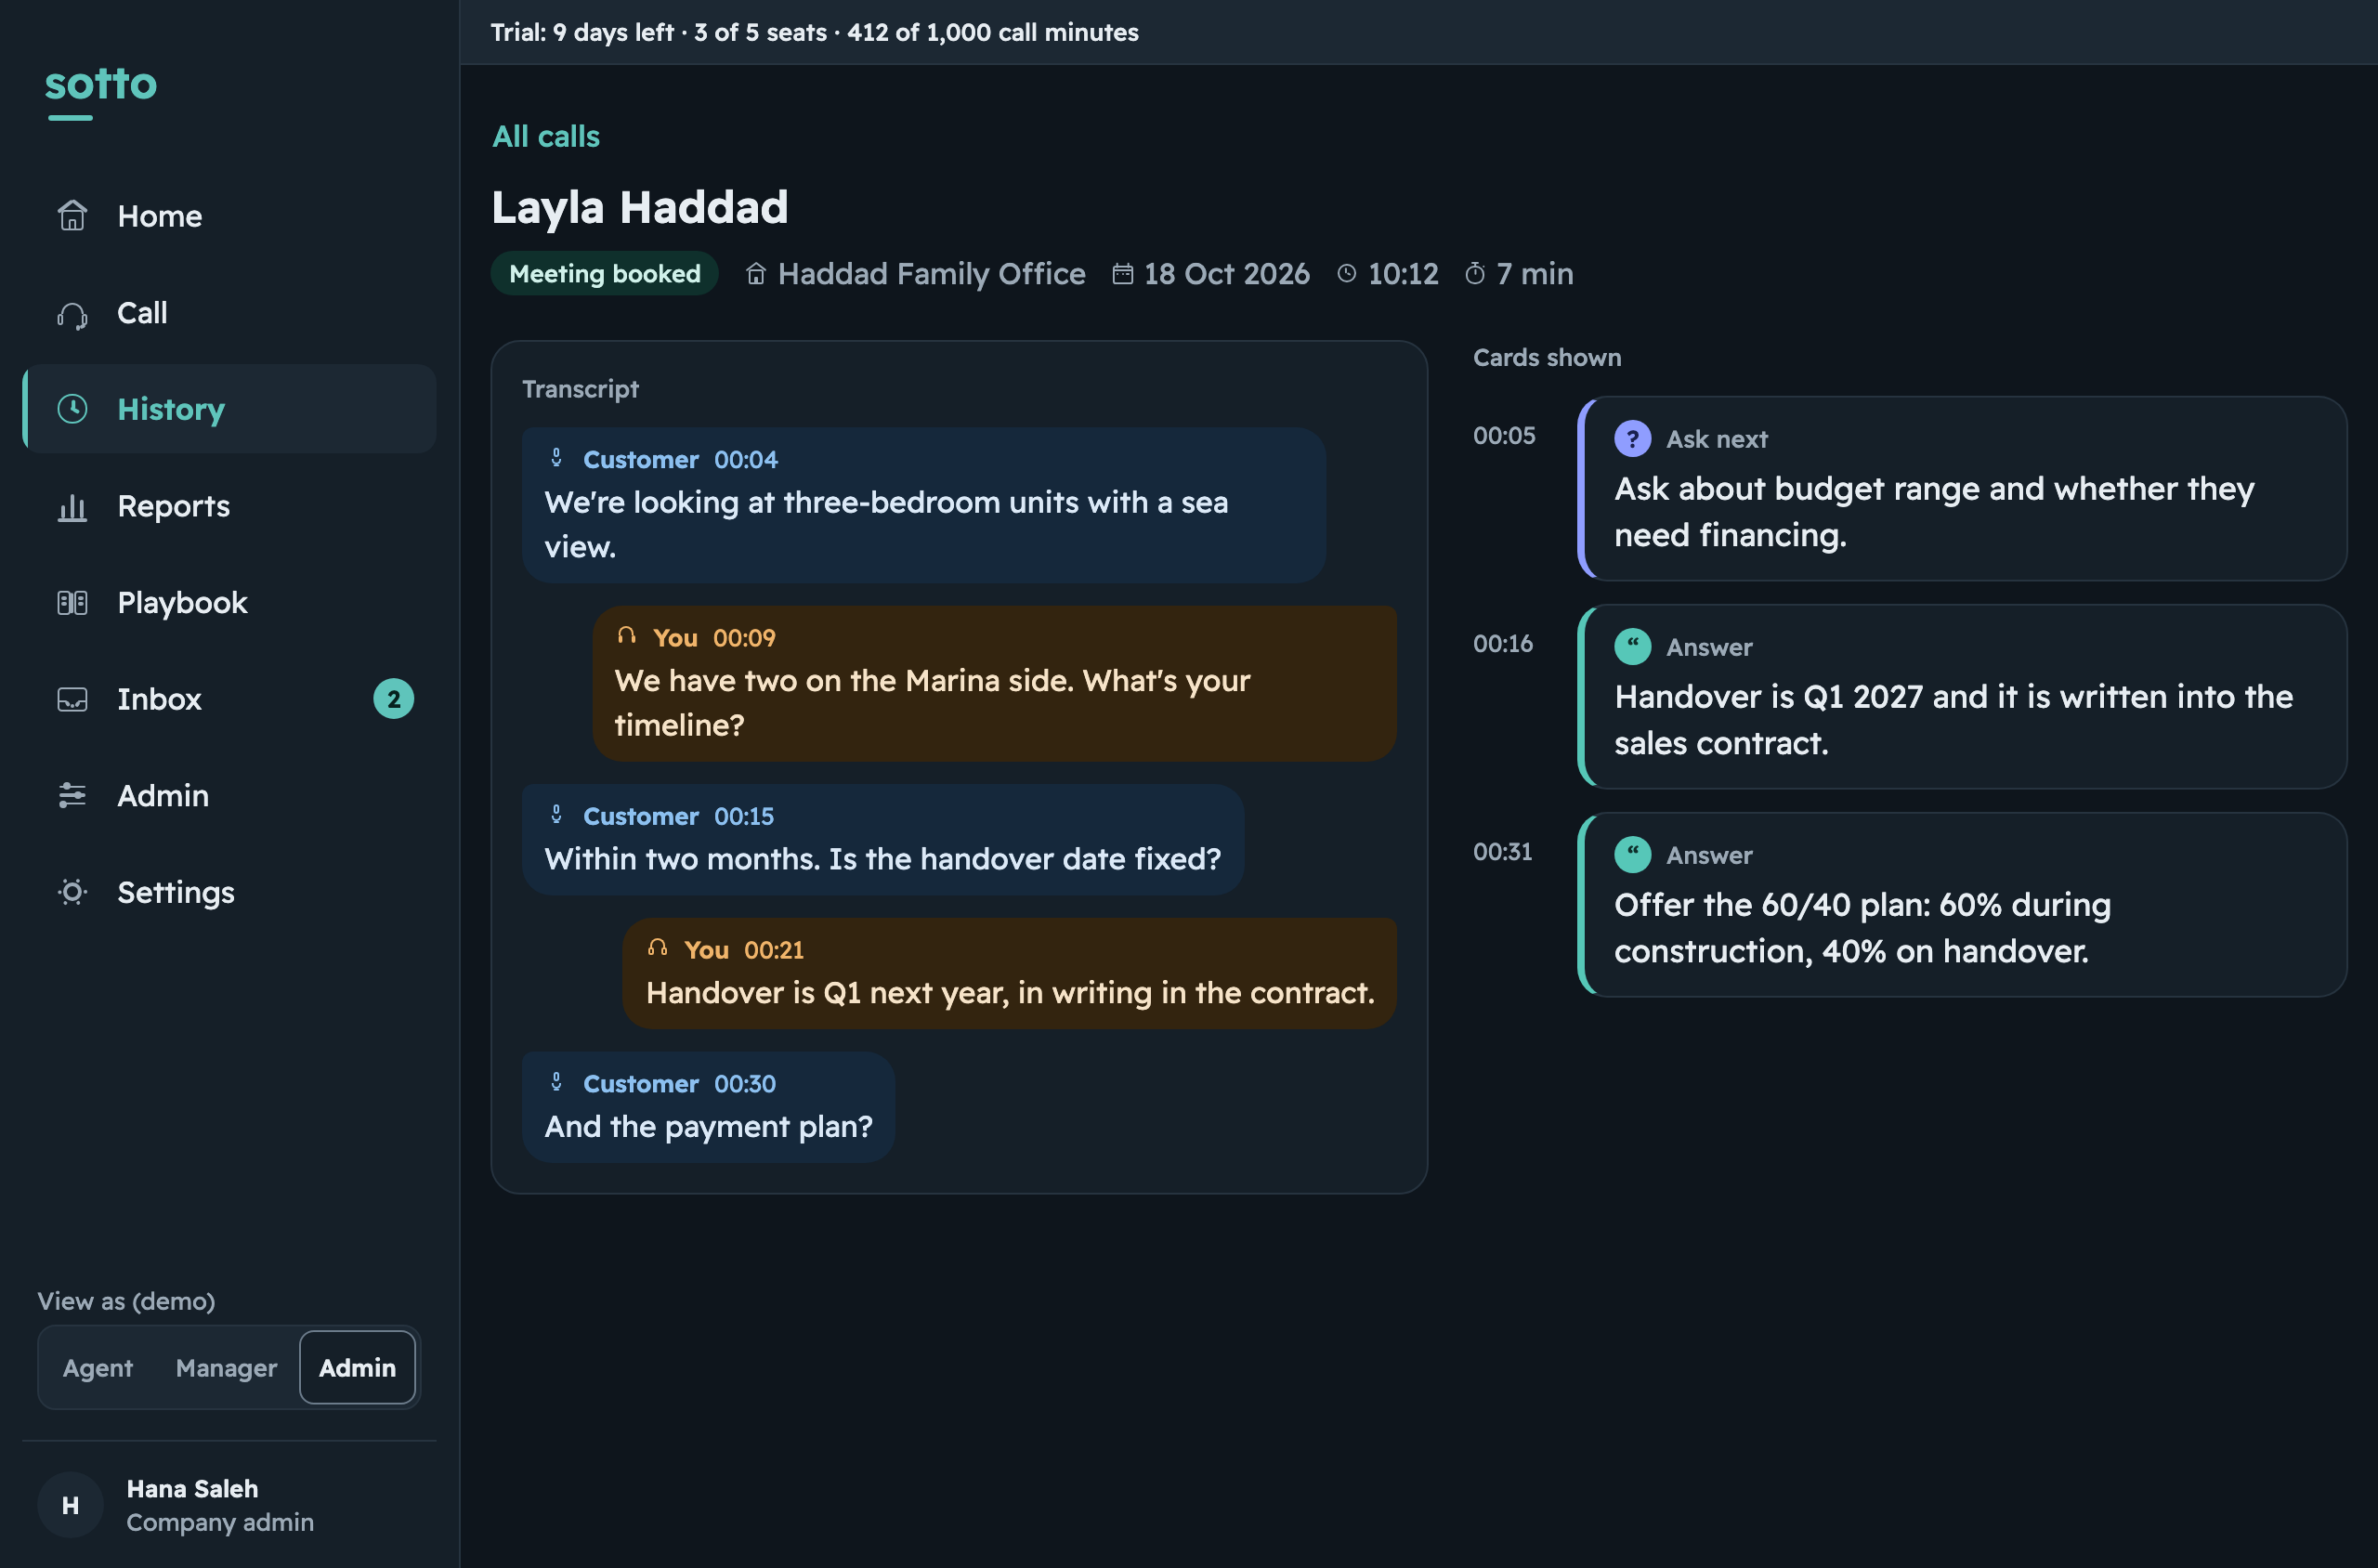 sotto
Home
Call
History
Reports
Playbook
Inbox 2
Admin
Settings
View as (demo)
Agent Manager Admin
H
Hana Saleh
Company admin
Trial: 9 days left · 3 of 5 seats · 412 of 1,000 call minutes
All calls
Layla Haddad
Meeting booked Haddad Family Office 18 Oct 2026 10:12 7 min
Transcript
Customer 00:04
We're looking at three-bedroom units with a sea
view.
You 00:09
We have two on the Marina side. What's your
timeline?
Customer 00:15
Within two months. Is the handover date fixed?
You 00:21
Handover is Q1 next year, in writing in the contract.
Customer 00:30
And the payment plan?
Cards shown
00:05
? Ask next
Ask about budget range and whether they
need financing.
00:16
“ Answer
Handover is Q1 2027 and it is written into the
sales contract.
00:31
“ Answer
Offer the 60/40 plan: 60% during
construction, 40% on handover.